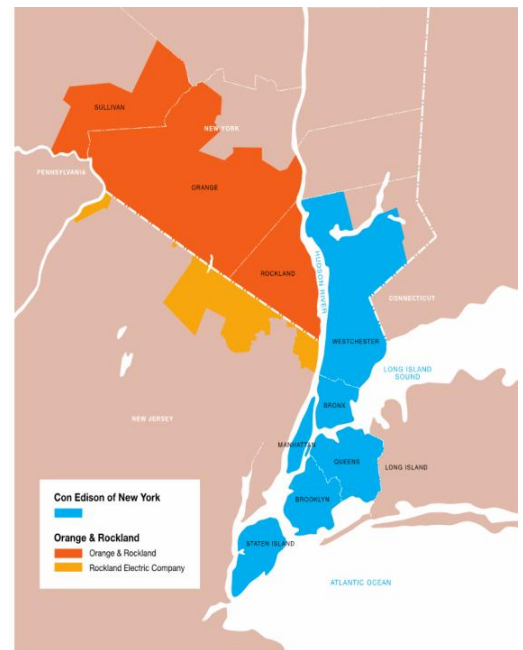 SULLIVAN
NEW YORK
PENNSYLVANIA
ORANGE
ROCKLAND
HUDSON RIVER
CONNECTICUT
WESTCHESTER
LONG ISLAND
SOUND
BRONX
NEW JERSEY
MANHATTAN
QUEENS
LONG ISLAND
BROOKLYN
STATEN ISLAND
ATLANTIC OCEAN
Con Edison of New York
Orange & Rockland
Orange & Rockland
Rockland Electric Company